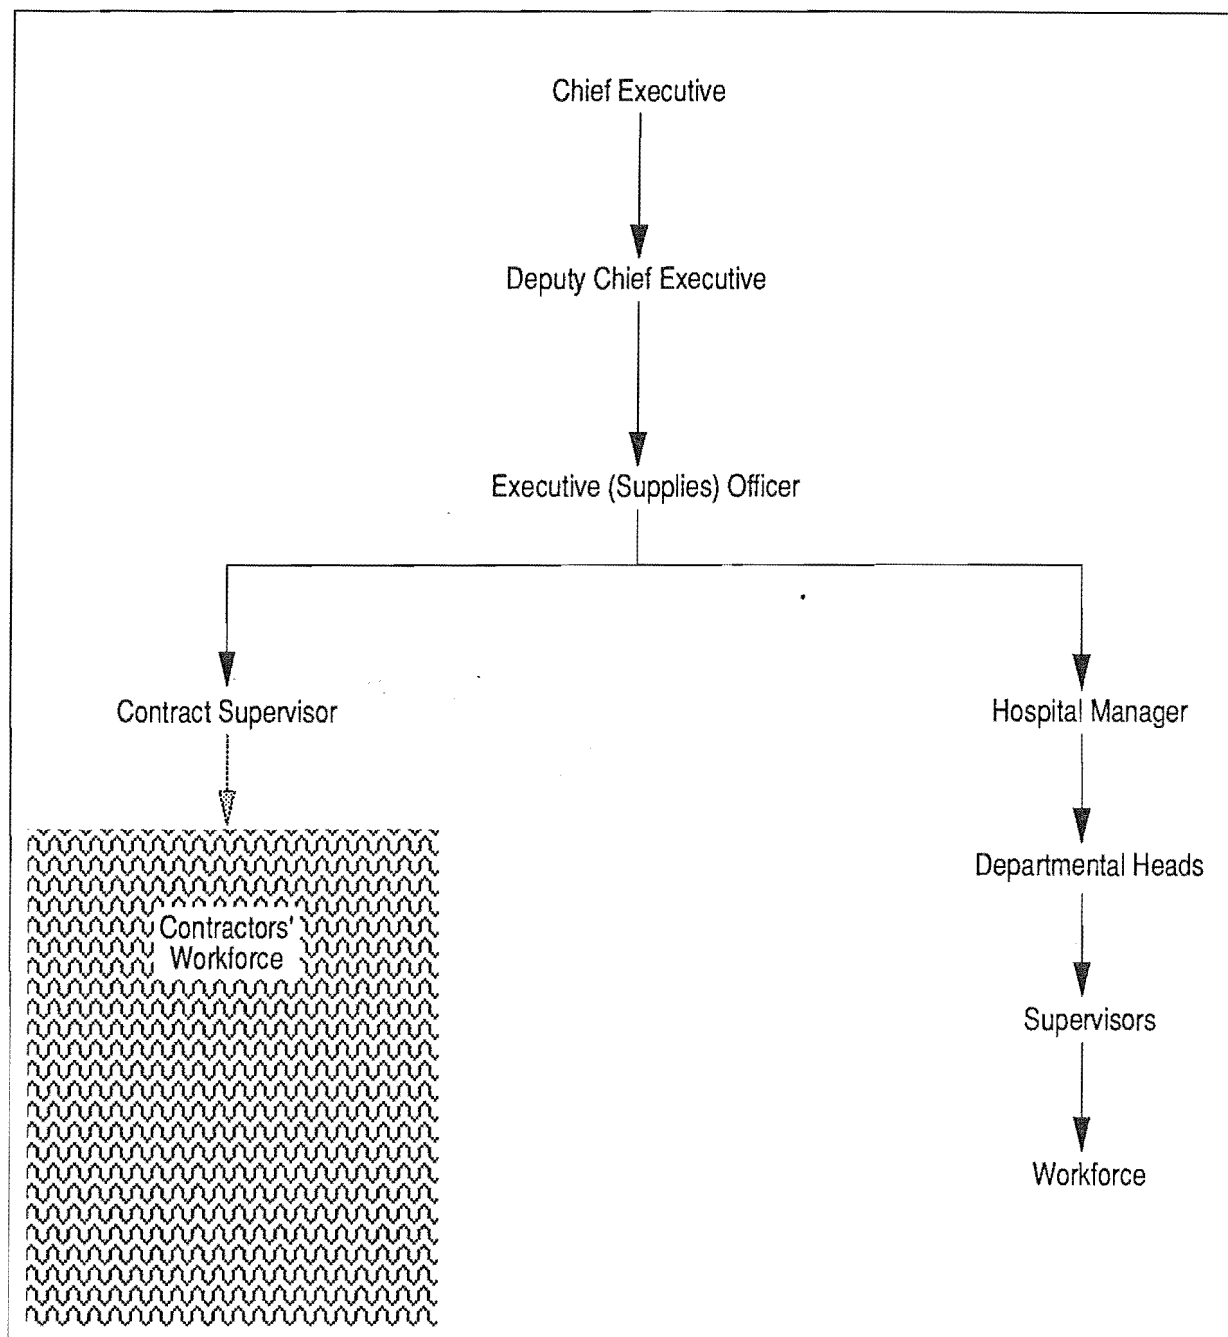 Chief Executive
Deputy Chief Executive
Executive (Supplies) Officer
Contract Supervisor
Hospital Manager
Departmental Heads
Contractors'
Workforce
Supervisors
Workforce